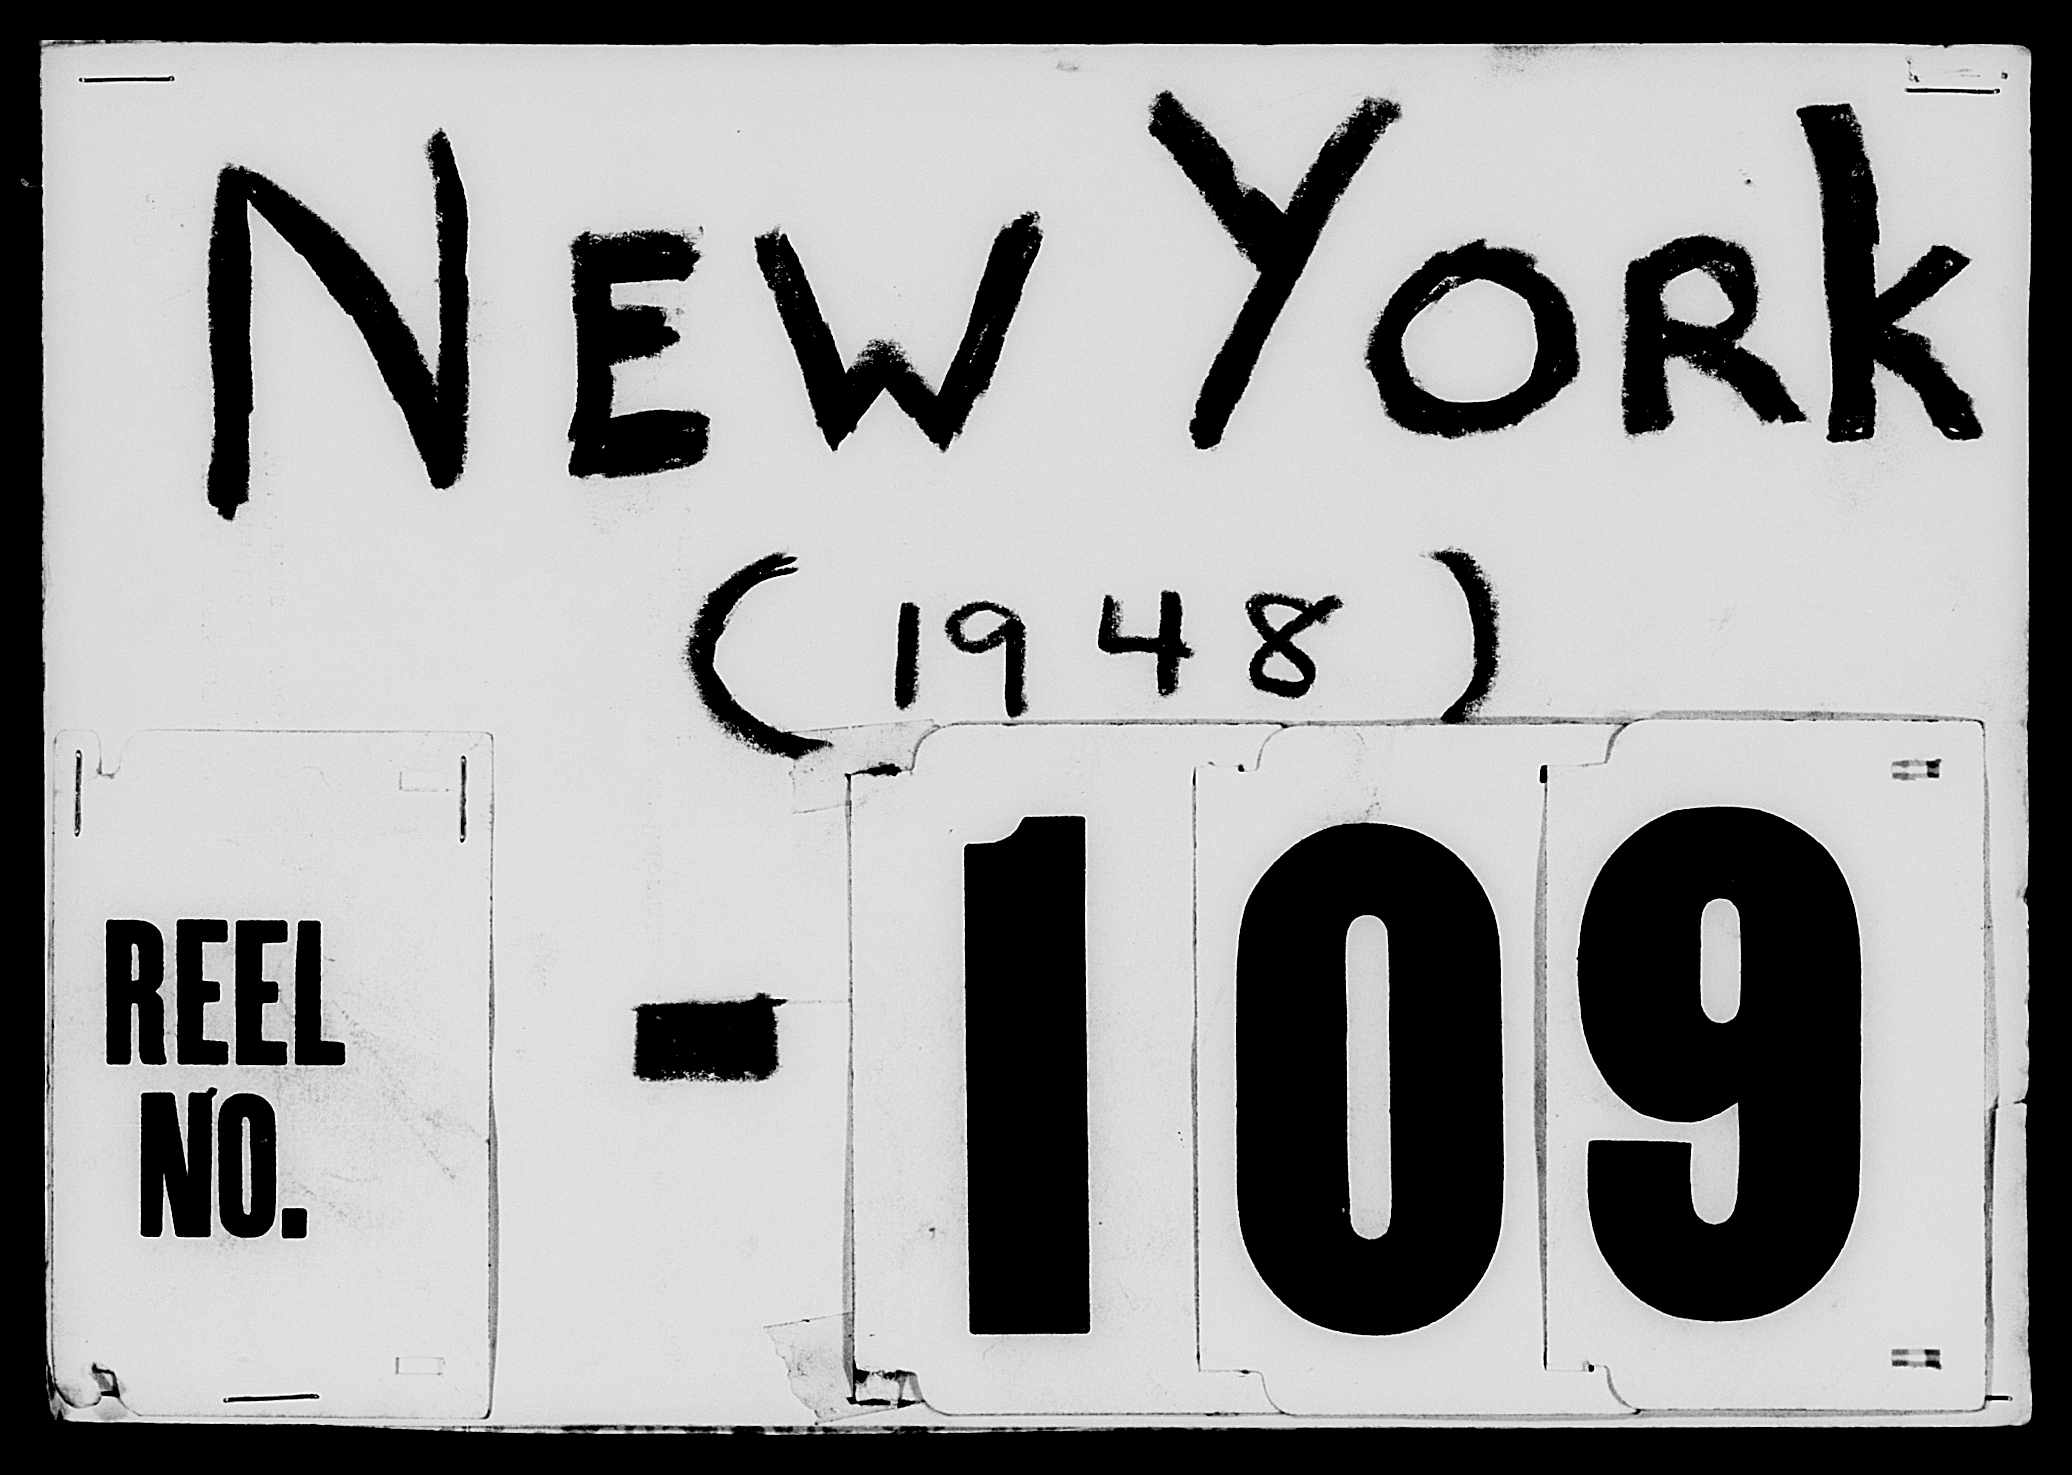 NEW YORK
(1948)
REEL
NO.
- 109